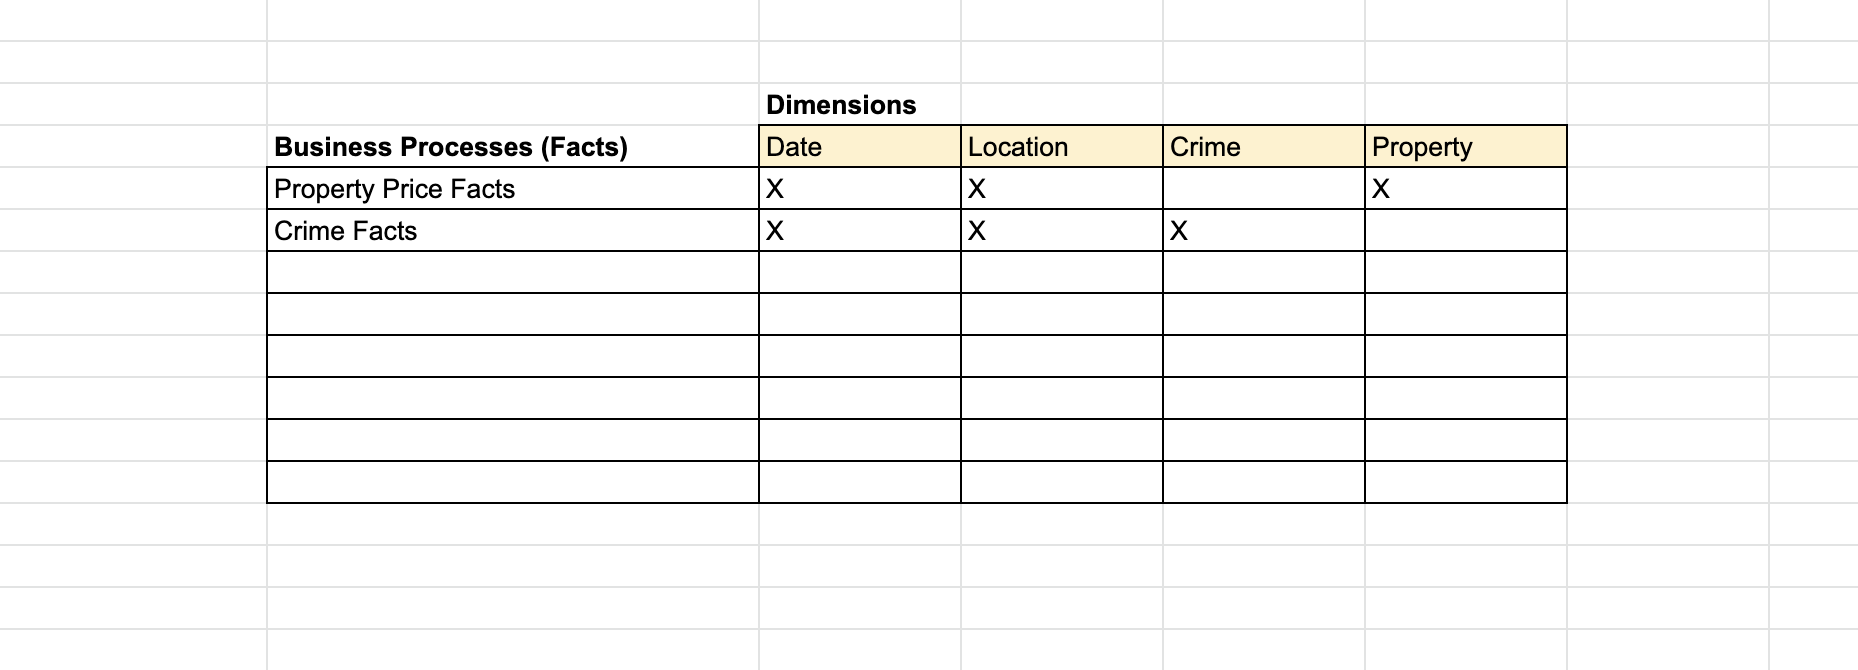 Dimensions
Business Processes (Facts) Date Location Crime Property
Property Price Facts X X X
Crime Facts X X X